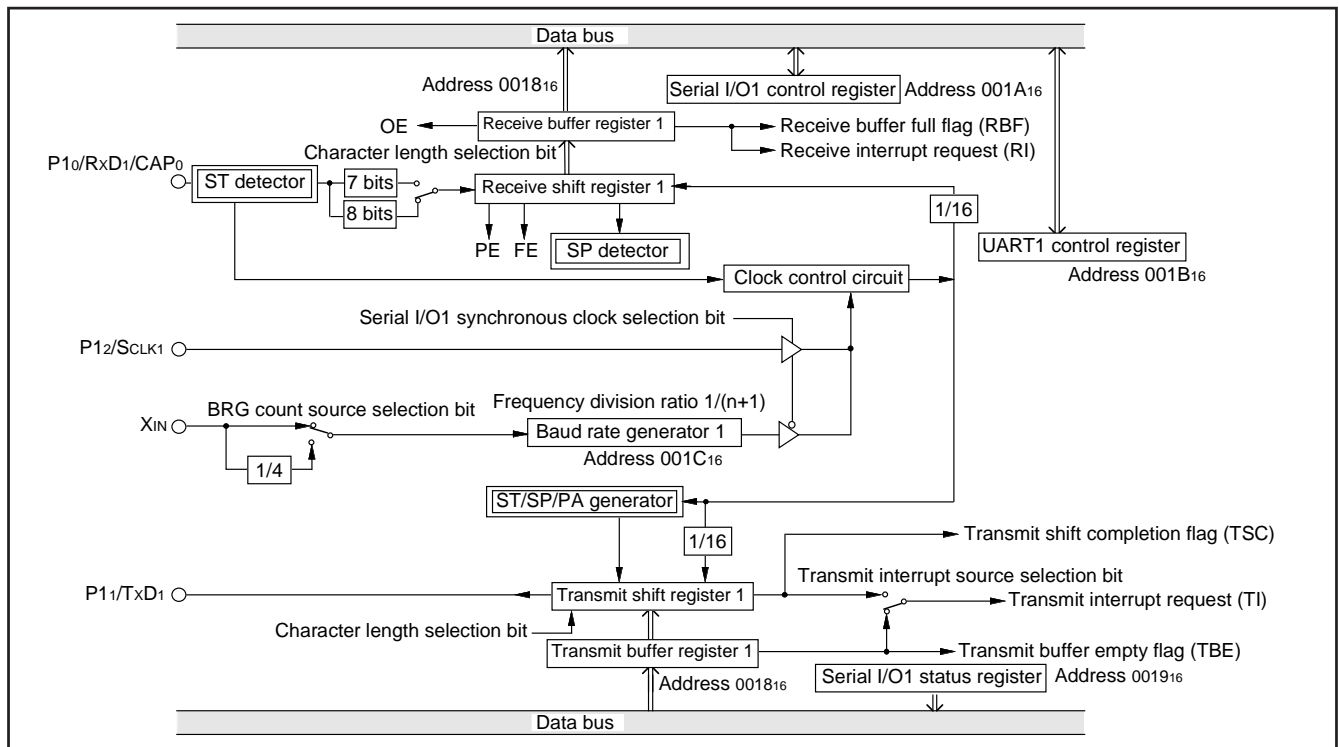 Data bus
Address 001816
Serial I/O1 control register Address 001A16
OE Receive buffer register 1 Receive buffer full flag (RBF)
Receive interrupt request (RI)
Character length selection bit
P10/RxD1/CAP0
ST detector 7 bits Receive shift register 1
8 bits
1/16
PE FE SP detector
UART1 control register
Address 001B16
Clock control circuit
Serial I/O1 synchronous clock selection bit
P12/SCLK1
BRG count source selection bit Frequency division ratio 1/(n+1)
XIN Baud rate generator 1
1/4 Address 001C16
ST/SP/PA generator
1/16
Transmit shift completion flag (TSC)
Transmit interrupt source selection bit
P11/TxD1 Transmit shift register 1
Transmit interrupt request (TI)
Character length selection bit
Transmit buffer register 1 Transmit buffer empty flag (TBE)
Address 001816 Serial I/O1 status register Address 001916
Data bus